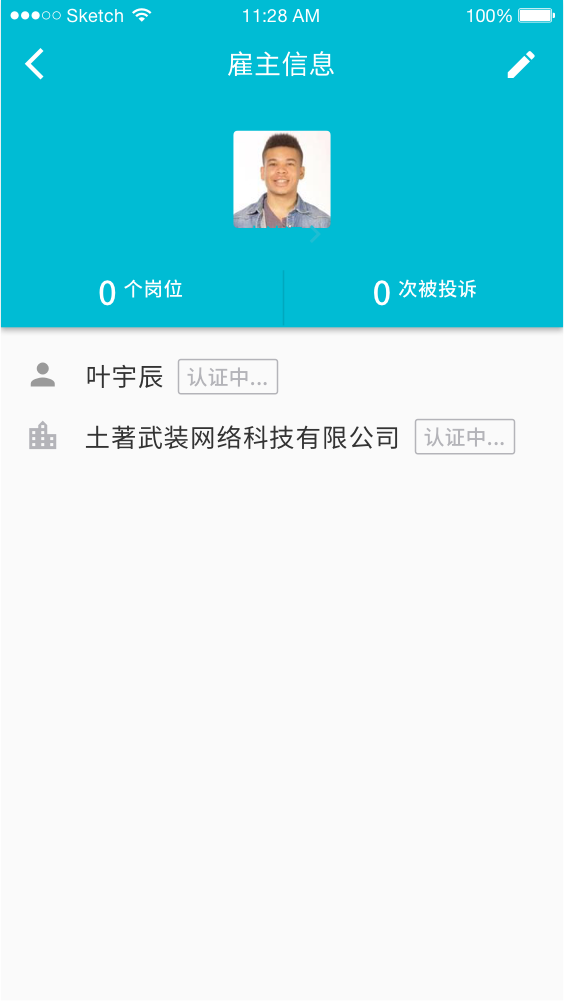 Sketch 11:28 AM 100%
雇主信息
0 个岗位 0 次被投诉
叶宇辰 认证中...
土著武装网络科技有限公司 认证中...